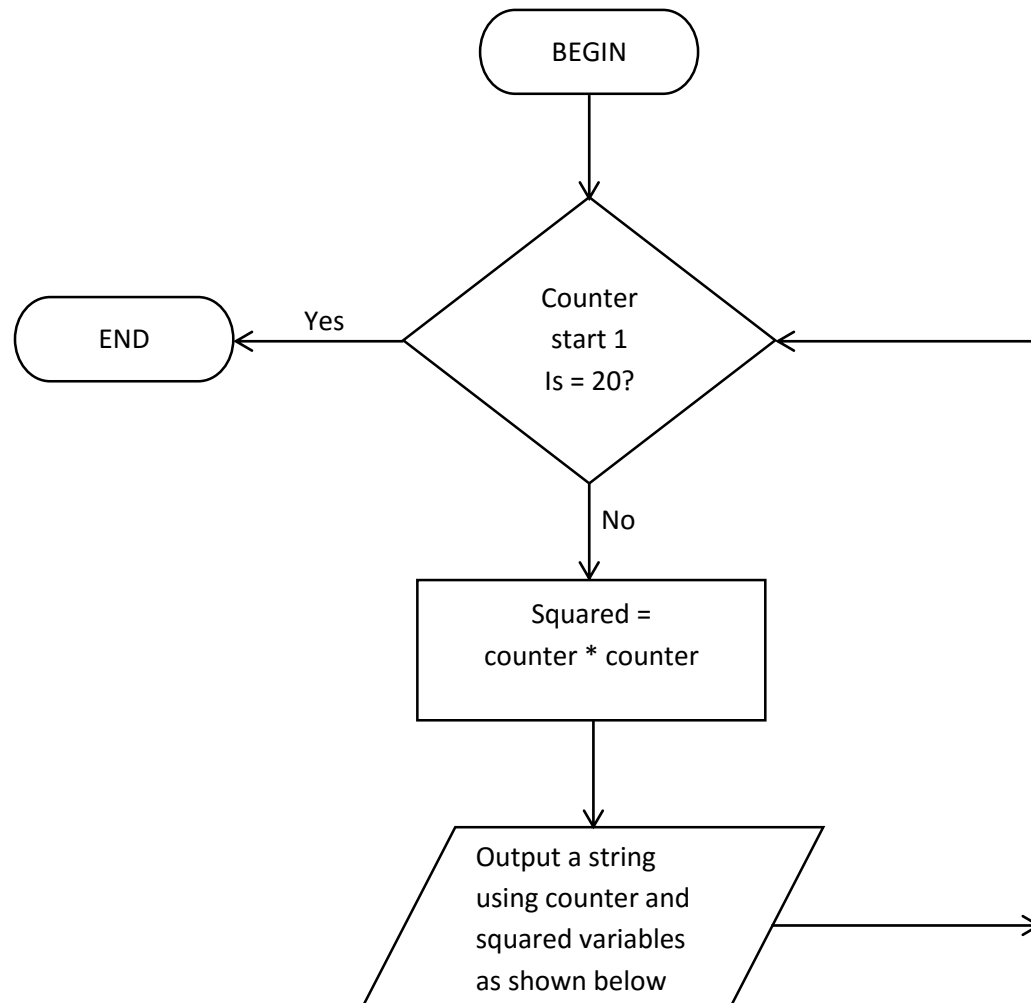 BEGIN
Counter
start 1
Is = 20?
Yes
END
No
Squared =
counter * counter
Output a string
using counter and
squared variables
as shown below